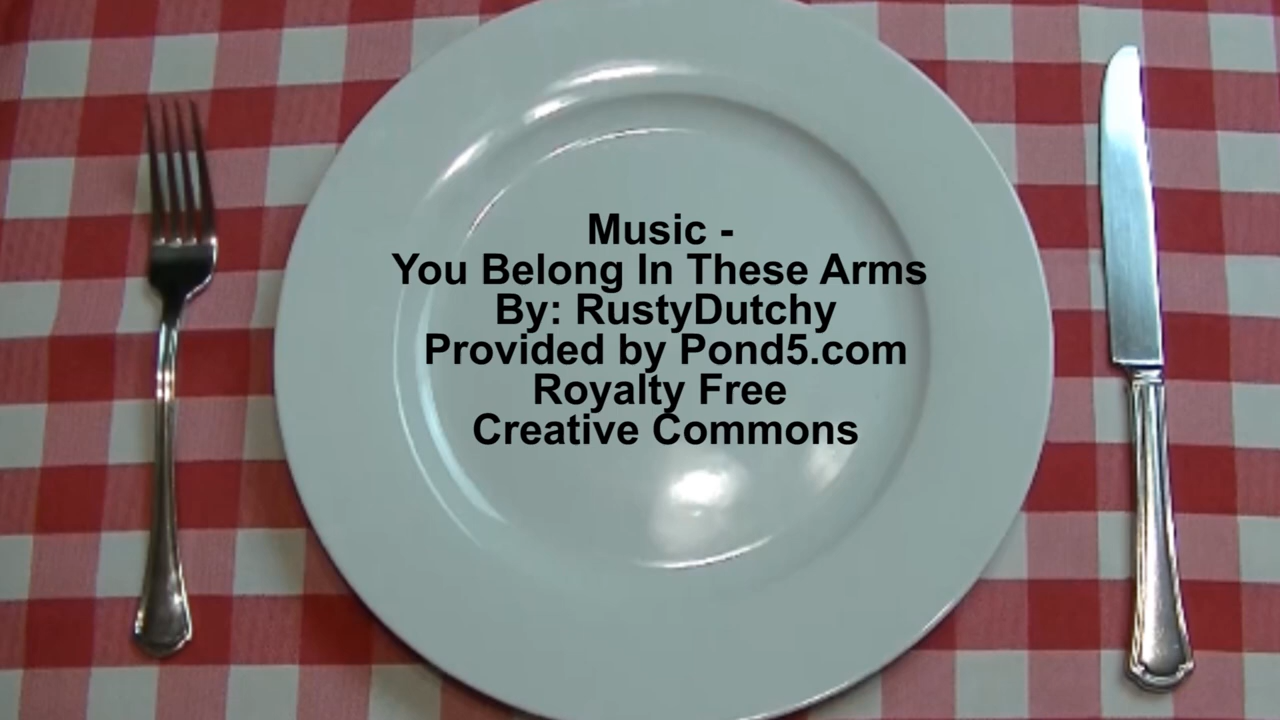 Music -
You Belong In These Arms
By: RustyDutchy
Provided by Pond5.com
Royalty Free
Creative Commons